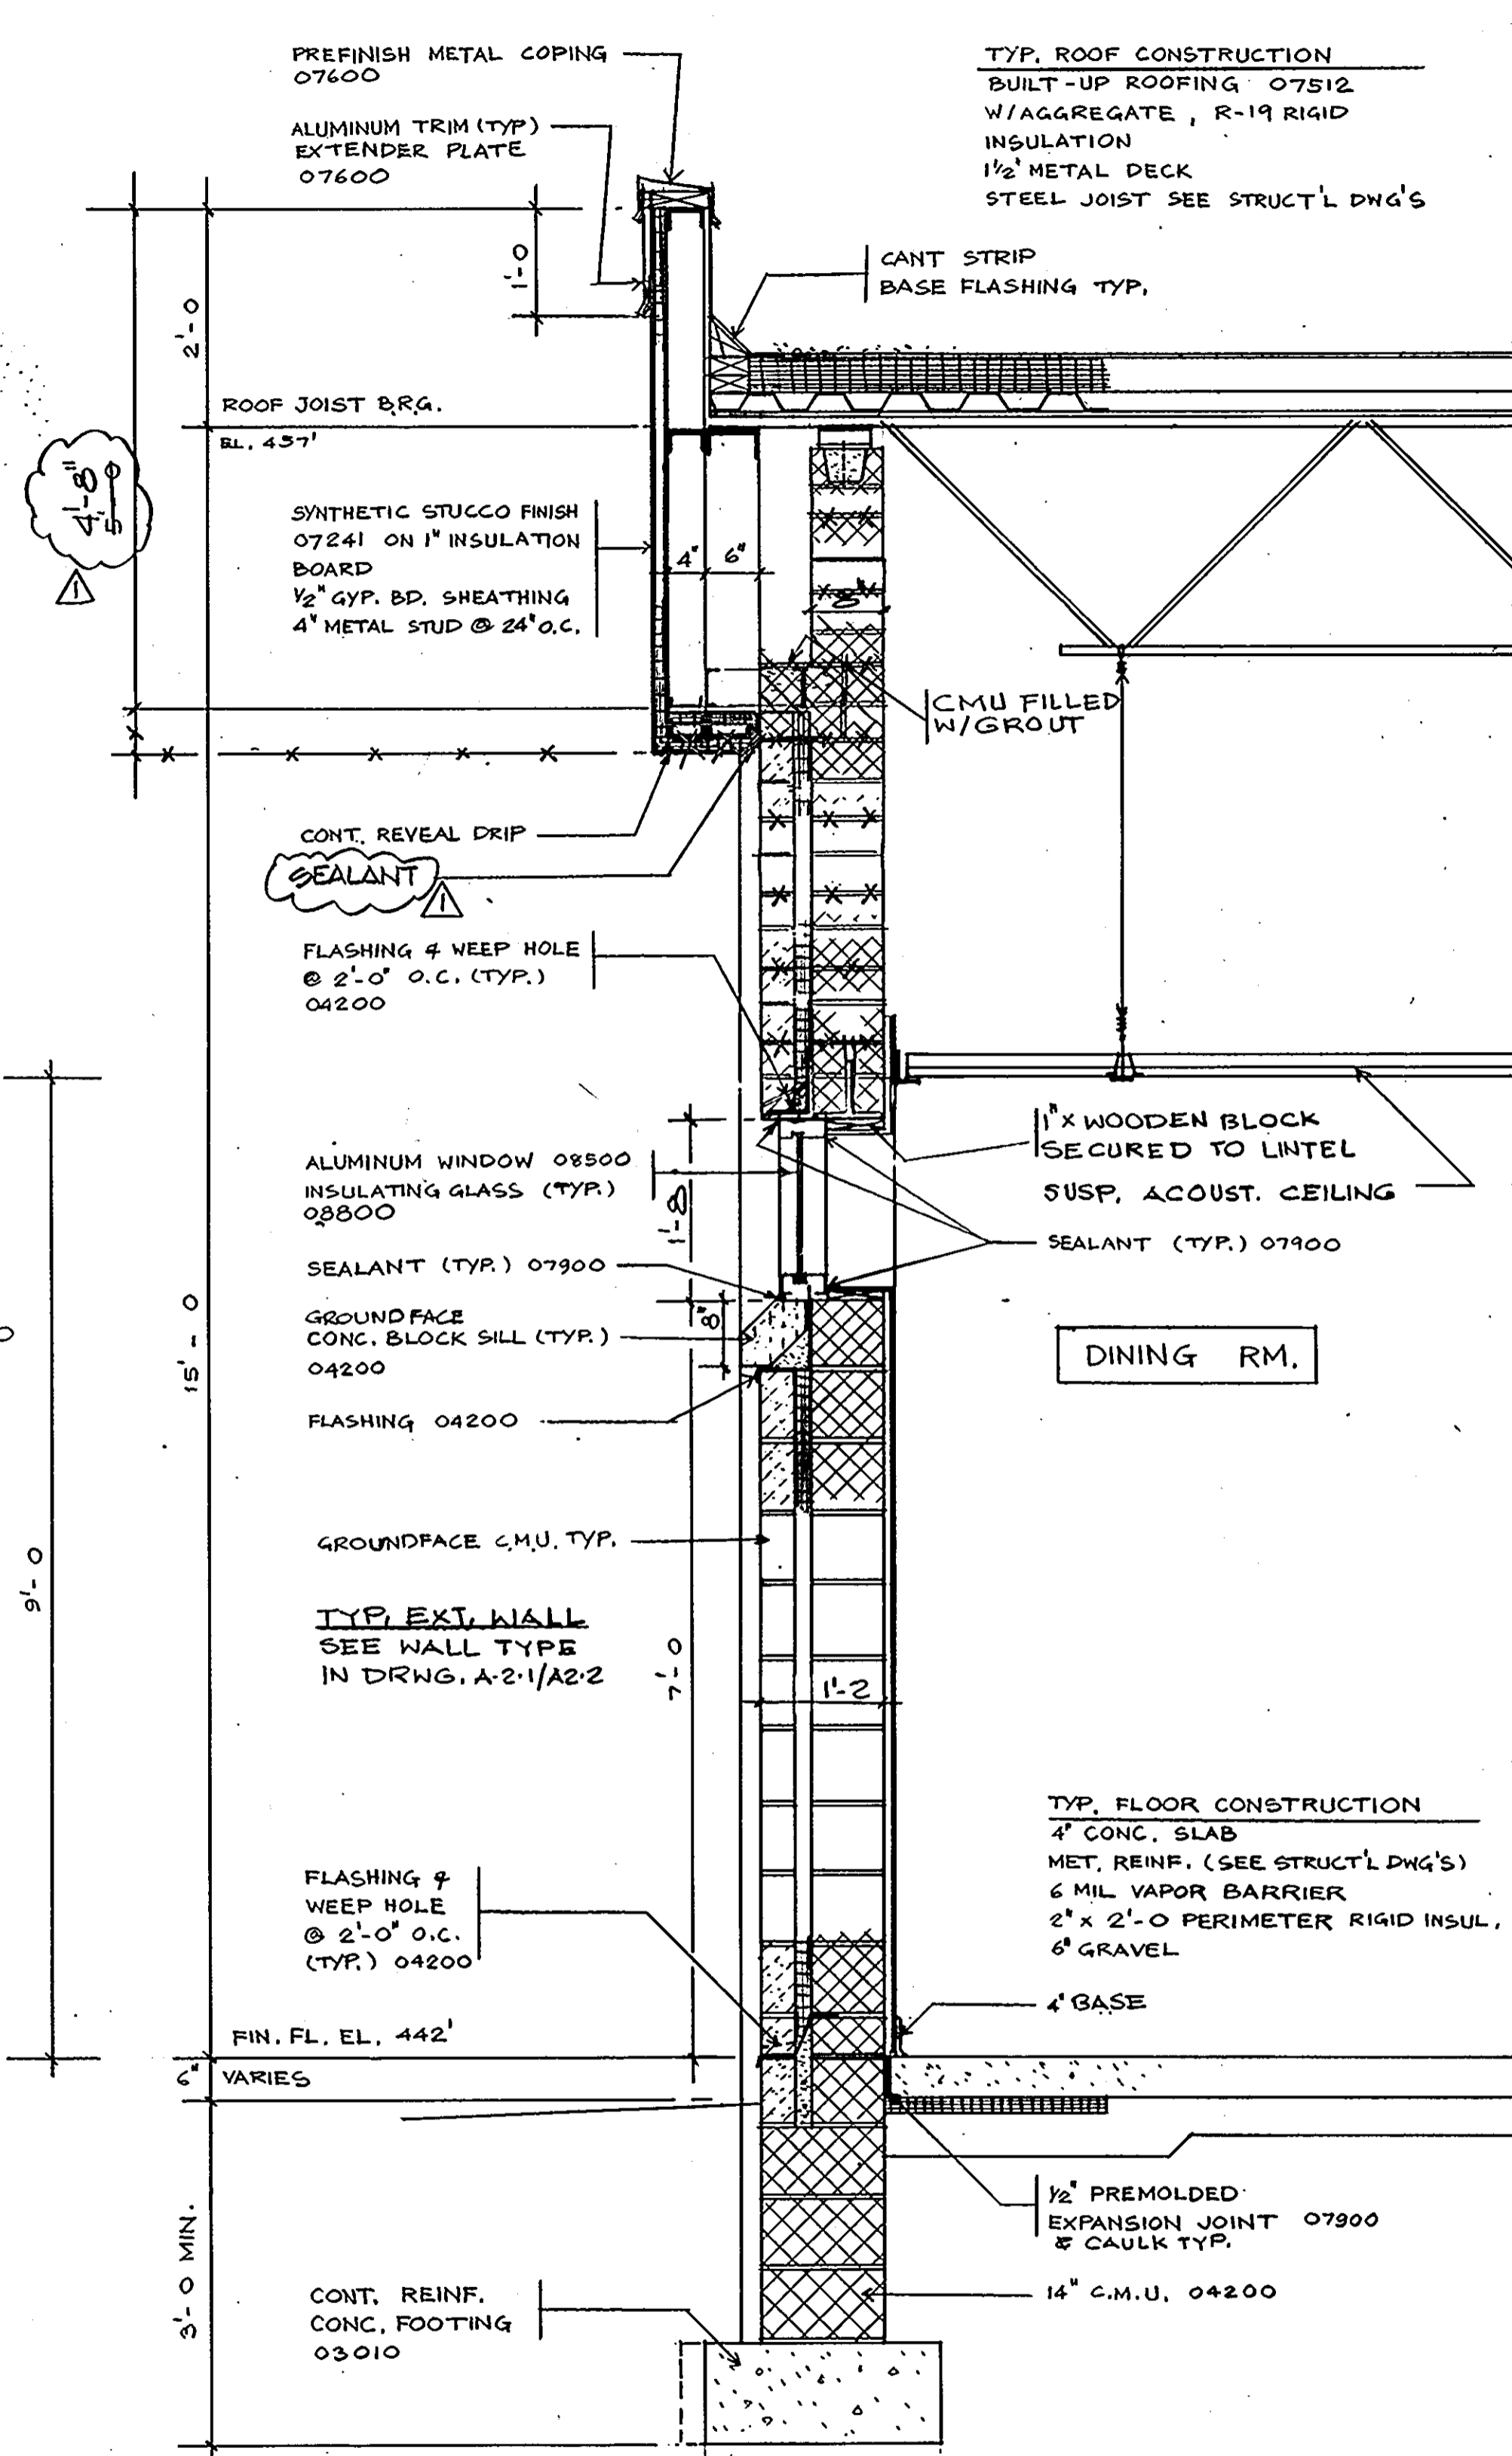 PREFINISH METAL COPING
07600
ALUMINUM TRIM (TYP)
EXTENDER PLATE
07600
TYP. ROOF CONSTRUCTION
BUILT-UP ROOFING 07512
W/AGGREGATE, R-19 RIGID
INSULATION
1½" METAL DECK
STEEL JOIST SEE STRUCT'L DWG'S
CANT STRIP
BASE FLASHING TYP.
1'-0
2'-0
ROOF JOIST B.R.G.
EL. 457'
4'-8"
5'-0
1
SYNTHETIC STUCCO FINISH
07241 ON 1" INSULATION
BOARD
½" GYP. BD. SHEATHING
4" METAL STUD @ 24" O.C.
4"
6"
8"
CMU FILLED
W/GROUT
CONT. REVEAL DRIP
SEALANT
1
FLASHING & WEEP HOLE
@ 2'-0" O.C. (TYP.)
04200
1" X WOODEN BLOCK
SECURED TO LINTEL
SUSP. ACOUST. CEILING
ALUMINUM WINDOW 08500
INSULATING GLASS (TYP.)
08800
1'-8
SEALANT (TYP.) 07900
SEALANT (TYP.) 07900
GROUNDFACE
CONC. BLOCK SILL (TYP.)
04200
8"
15'-0
DINING RM.
FLASHING 04200
GROUNDFACE C.M.U. TYP.
9'-0
TYP. EXT. WALL
SEE WALL TYPE
IN DRWG. A-2.1/A2.2
7'-0
1'-2
TYP. FLOOR CONSTRUCTION
4" CONC. SLAB
MET. REINF. (SEE STRUCT'L DWG'S)
6 MIL VAPOR BARRIER
2" X 2'-0 PERIMETER RIGID INSUL.
6" GRAVEL
FLASHING &
WEEP HOLE
@ 2'-0" O.C.
(TYP.) 04200
4" BASE
FIN. FL. EL. 442'
6"
VARIES
½" PREMOLDED
EXPANSION JOINT 07900
& CAULK TYP.
3'-0 MIN.
14" C.M.U. 04200
CONT. REINF.
CONC. FOOTING
03010